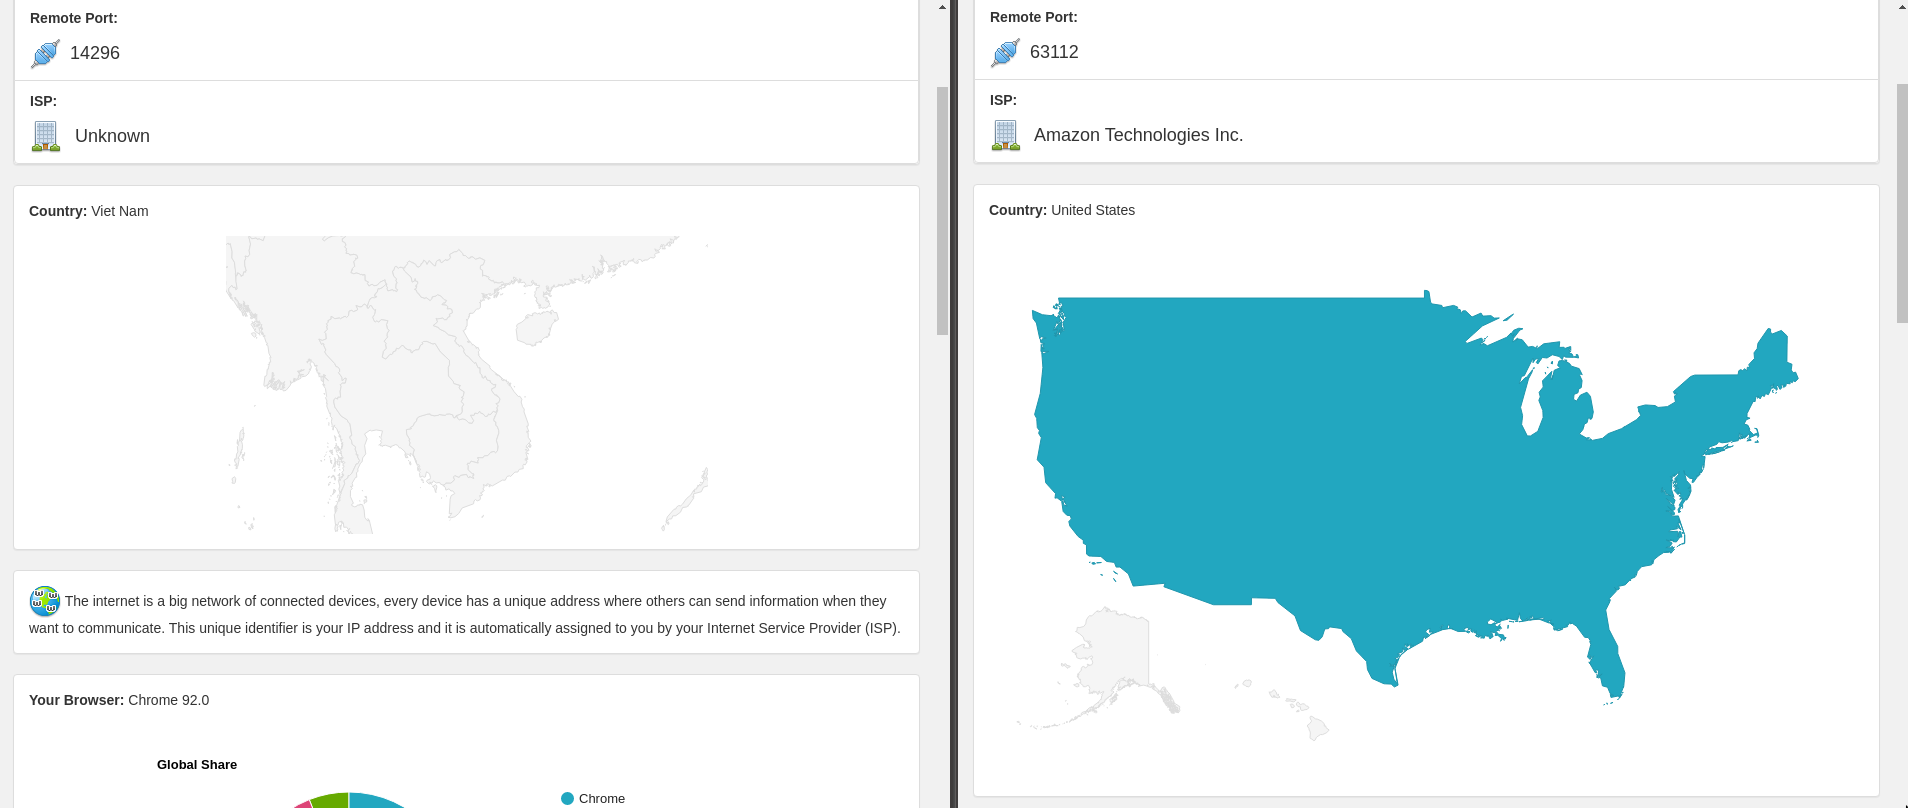 Remote Port:
14296
ISP:
Unknown
Country: Viet Nam
The internet is a big network of connected devices, every device has a unique address where others can send information when they
want to communicate. This unique identifier is your IP address and it is automatically assigned to you by your Internet Service Provider (ISP).
Your Browser: Chrome 92.0
Global Share
Chrome
Remote Port:
63112
ISP:
Amazon Technologies Inc.
Country: United States